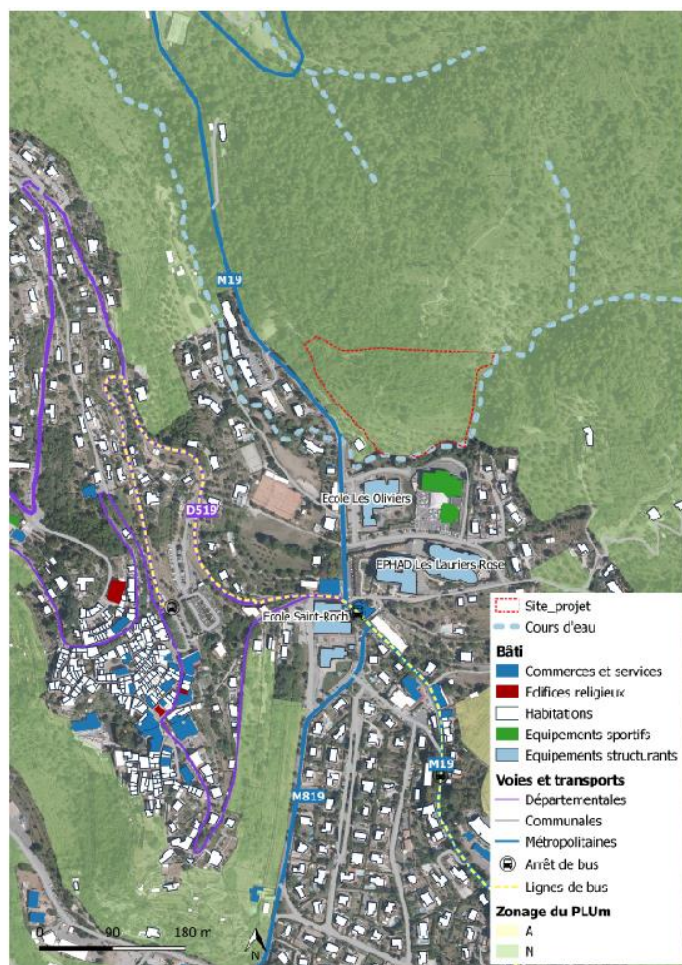 M19
D519
Ecole Les Oliviers
EPHAD Les Lauriers Rose
Ecole Saint-Roch
M19
M819
0 90 180 m
N
Site_projet
Cours d'eau
Bâti
Commerces et services
Edifices religieux
Habitations
Equipements sportifs
Equipements structurants
Voies et transports
Départementales
Communales
Métropolitaines
Arrêt de bus
Lignes de bus
Zonage du PLUm
A
N